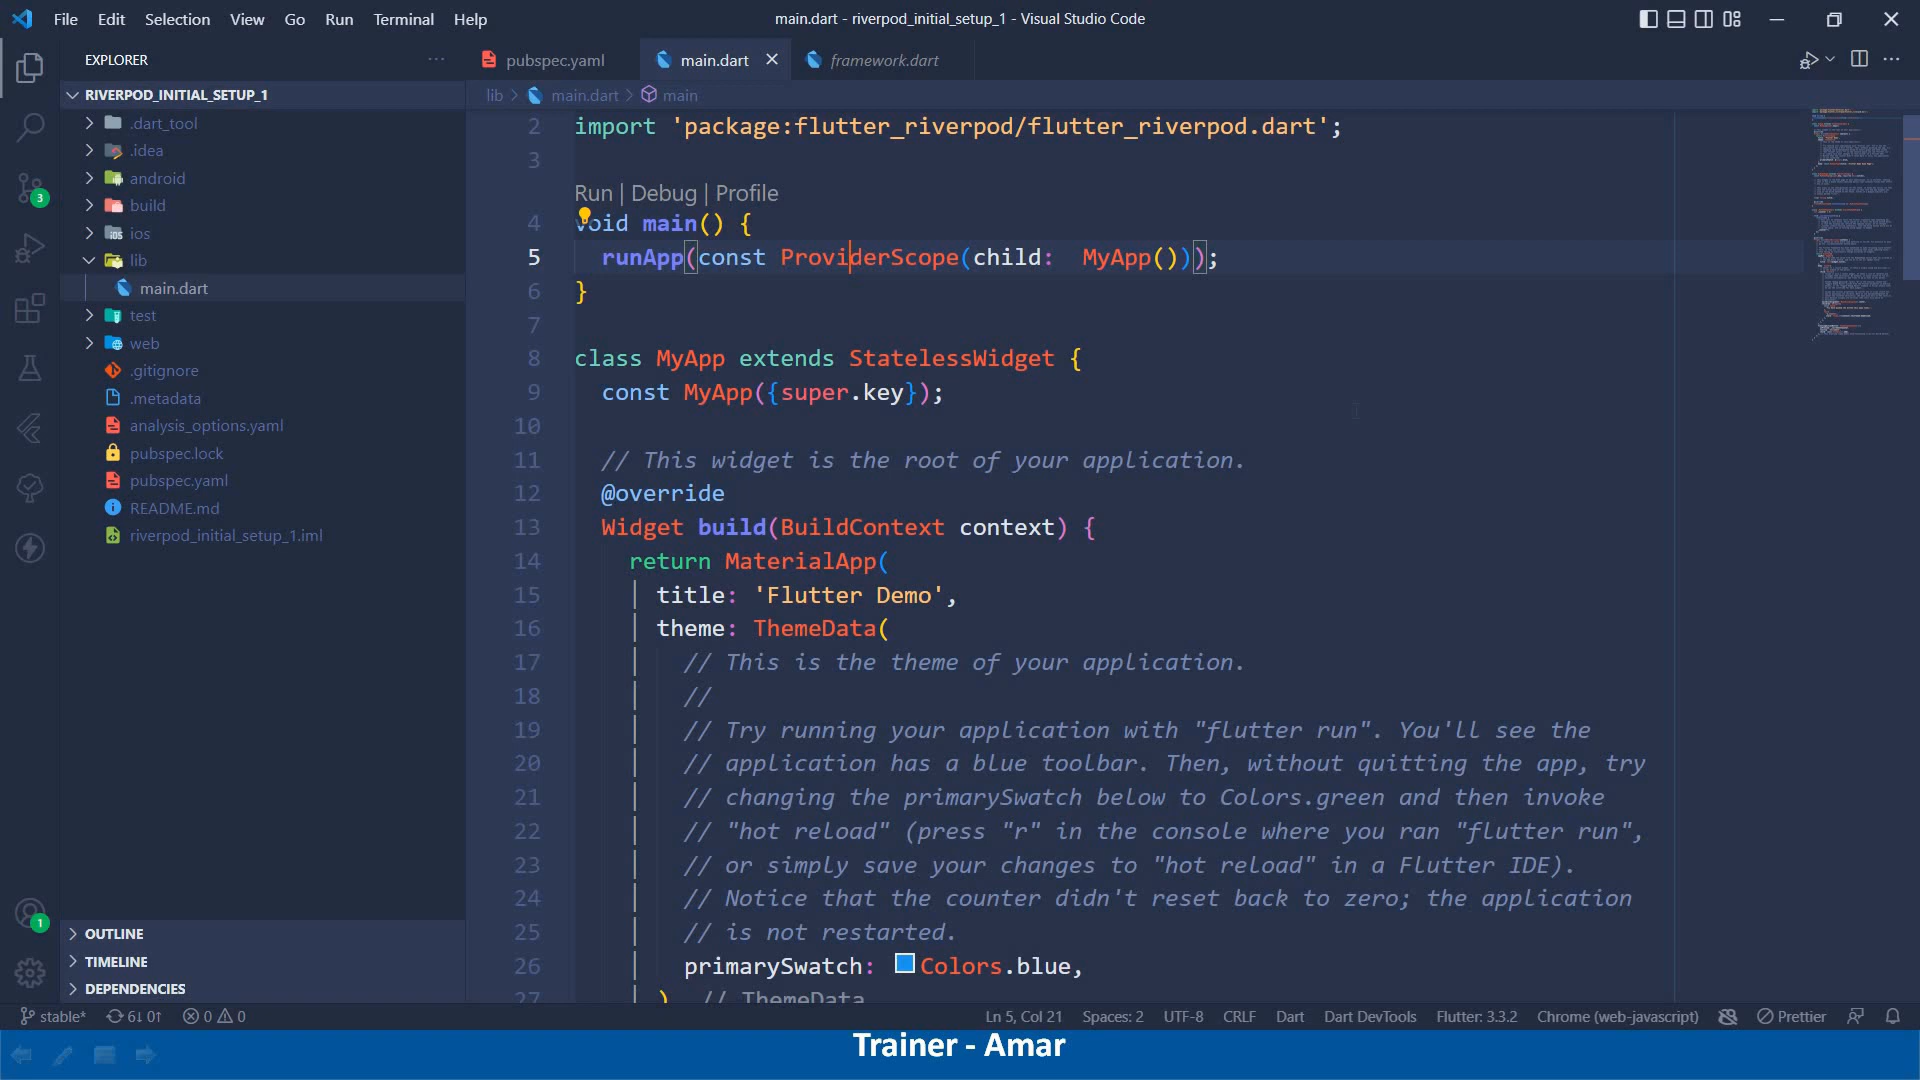 File Edit Selection View Go Run Terminal Help
main.dart - riverpod_initial_setup_1 - Visual Studio Code
EXPLORER
pubspec.yaml
main.dart
framework.dart
RIVERPOD_INITIAL_SETUP_1
lib > main.dart > main
.dart_tool
.idea
android
build
ios
lib
main.dart
test
web
.gitignore
.metadata
analysis_options.yaml
pubspec.lock
pubspec.yaml
README.md
riverpod_initial_setup_1.iml
OUTLINE
TIMELINE
DEPENDENCIES
3
1
2 import 'package:flutter_riverpod/flutter_riverpod.dart';
3
Run | Debug | Profile
4 void main() {
5 runApp(const ProviderScope(child:  MyApp()));
6 }
7
8 class MyApp extends StatelessWidget {
9 const MyApp({super.key});
10
11 // This widget is the root of your application.
12 @override
13 Widget build(BuildContext context) {
14 return MaterialApp(
15 title: 'Flutter Demo',
16 theme: ThemeData(
17 // This is the theme of your application.
18 //
19 // Try running your application with "flutter run". You'll see the
20 // application has a blue toolbar. Then, without quitting the app, try
21 // changing the primarySwatch below to Colors.green and then invoke
22 // "hot reload" (press "r" in the console where you ran "flutter run",
23 // or simply save your changes to "hot reload" in a Flutter IDE).
24 // Notice that the counter didn't reset back to zero; the application
25 // is not restarted.
26 primarySwatch: Colors.blue,
27 ) // ThemeData
stable* 6↓ 0↑ 0 0
Ln 5, Col 21 Spaces: 2 UTF-8 CRLF Dart Dart DevTools Flutter: 3.3.2 Chrome (web-javascript) Prettier
Trainer - Amar